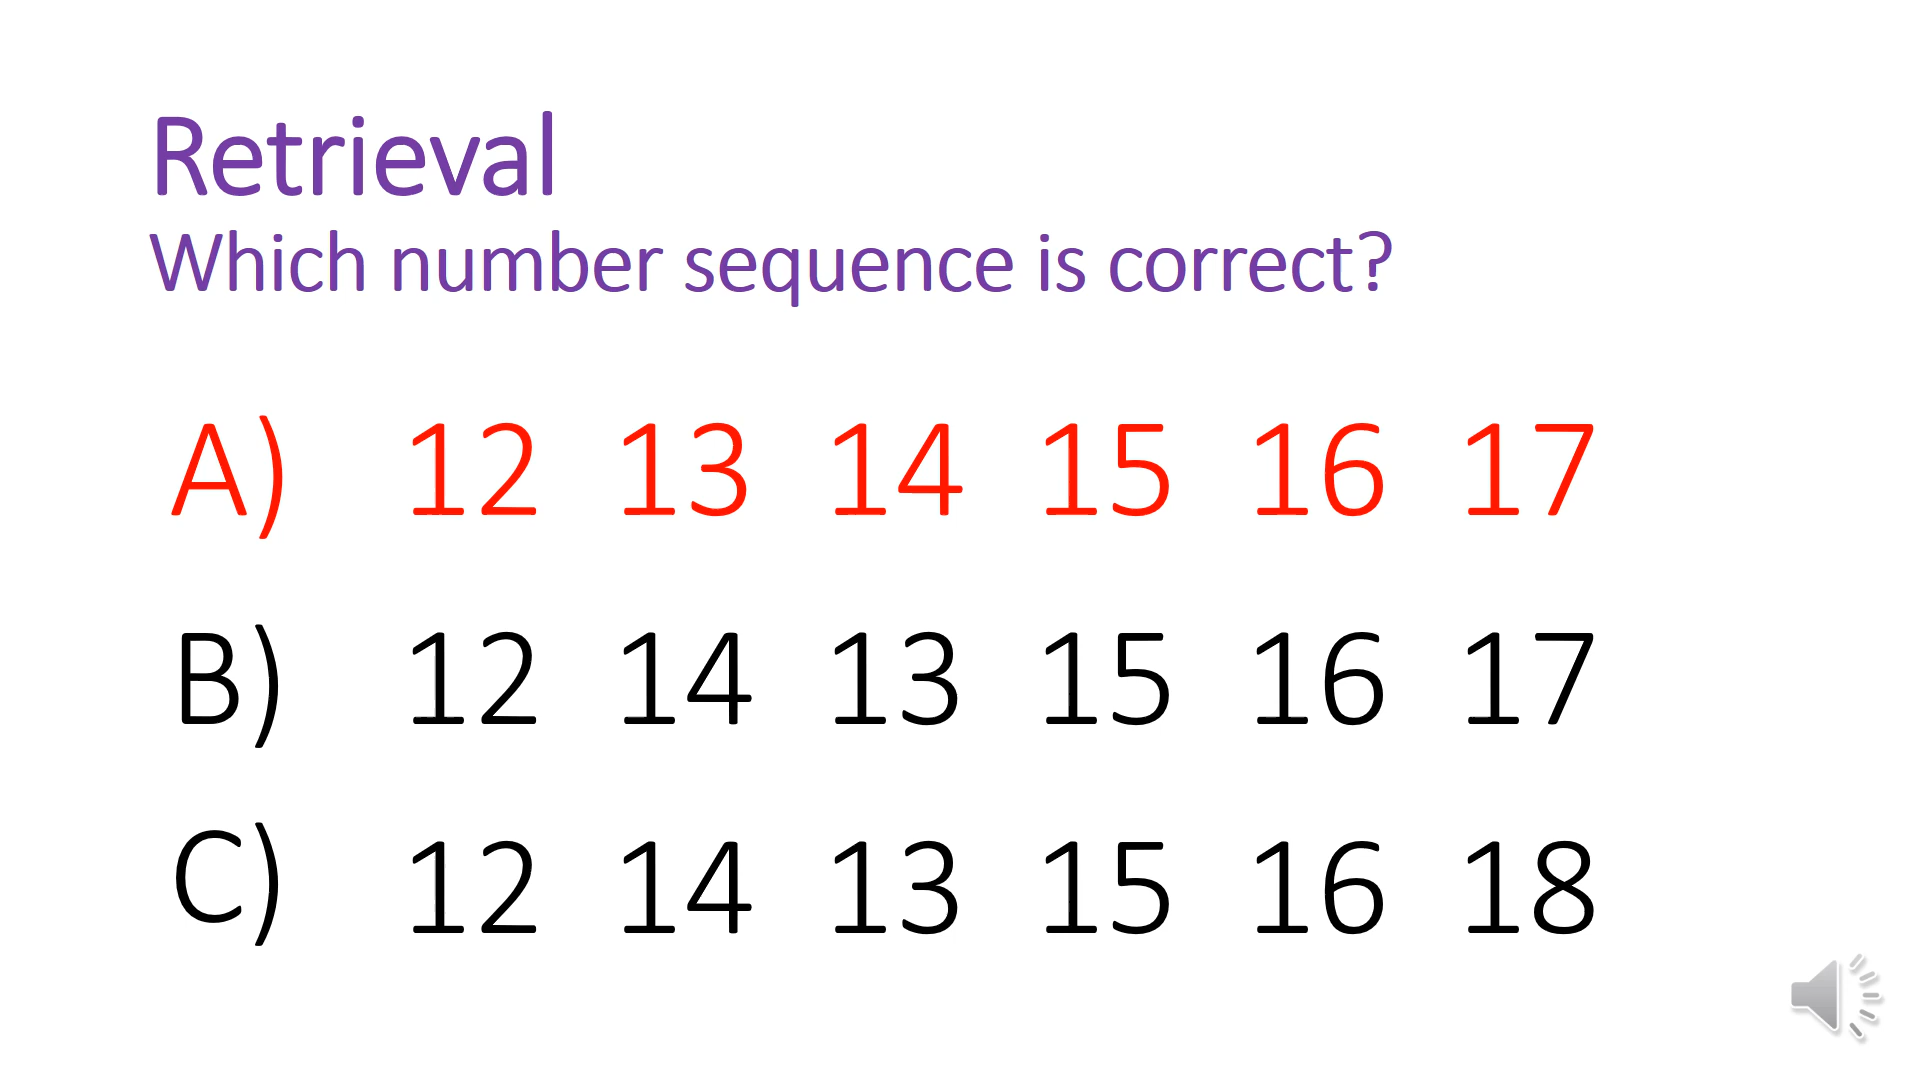 Retrieval
Which number sequence is correct?
A) 12 13 14 15 16 17
B) 12 14 13 15 16 17
C) 12 14 13 15 16 18